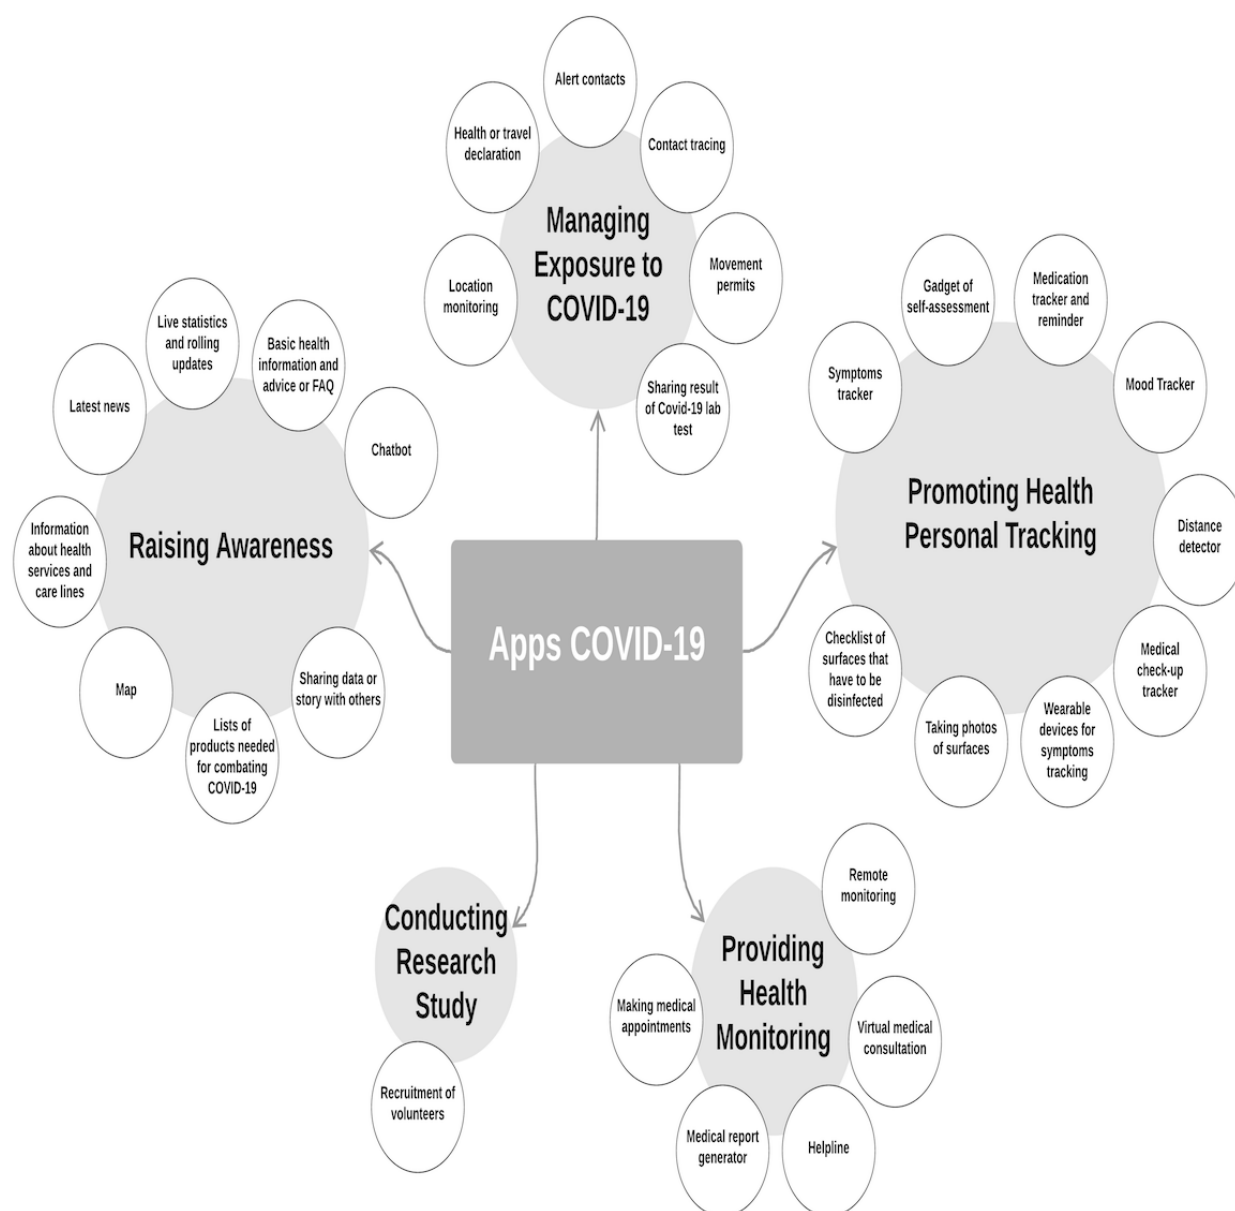 Alert contacts
Health or travel
declaration
Contact tracing
Managing
Exposure to
COVID-19
Location
monitoring
Movement
permits
Sharing result
of Covid-19 lab
test
Live statistics
and rolling
updates
Basic health
information and
advice or FAQ
Latest news
Chatbot
Raising Awareness
Information
about health
services and
care lines
Map
Lists of
products needed
for combating
COVID-19
Sharing data or
story with others
Apps COVID-19
Gadget of
self-assessment
Medication
tracker and
reminder
Symptoms
tracker
Mood Tracker
Promoting Health
Personal Tracking
Distance
detector
Checklist of
surfaces that
have to be
disinfected
Medical
check-up
tracker
Taking photos
of surfaces
Wearable
devices for
symptoms
tracking
Conducting
Research
Study
Recruitment of
volunteers
Remote
monitoring
Providing
Health
Monitoring
Making medical
appointments
Virtual medical
consultation
Medical report
generator
Helpline